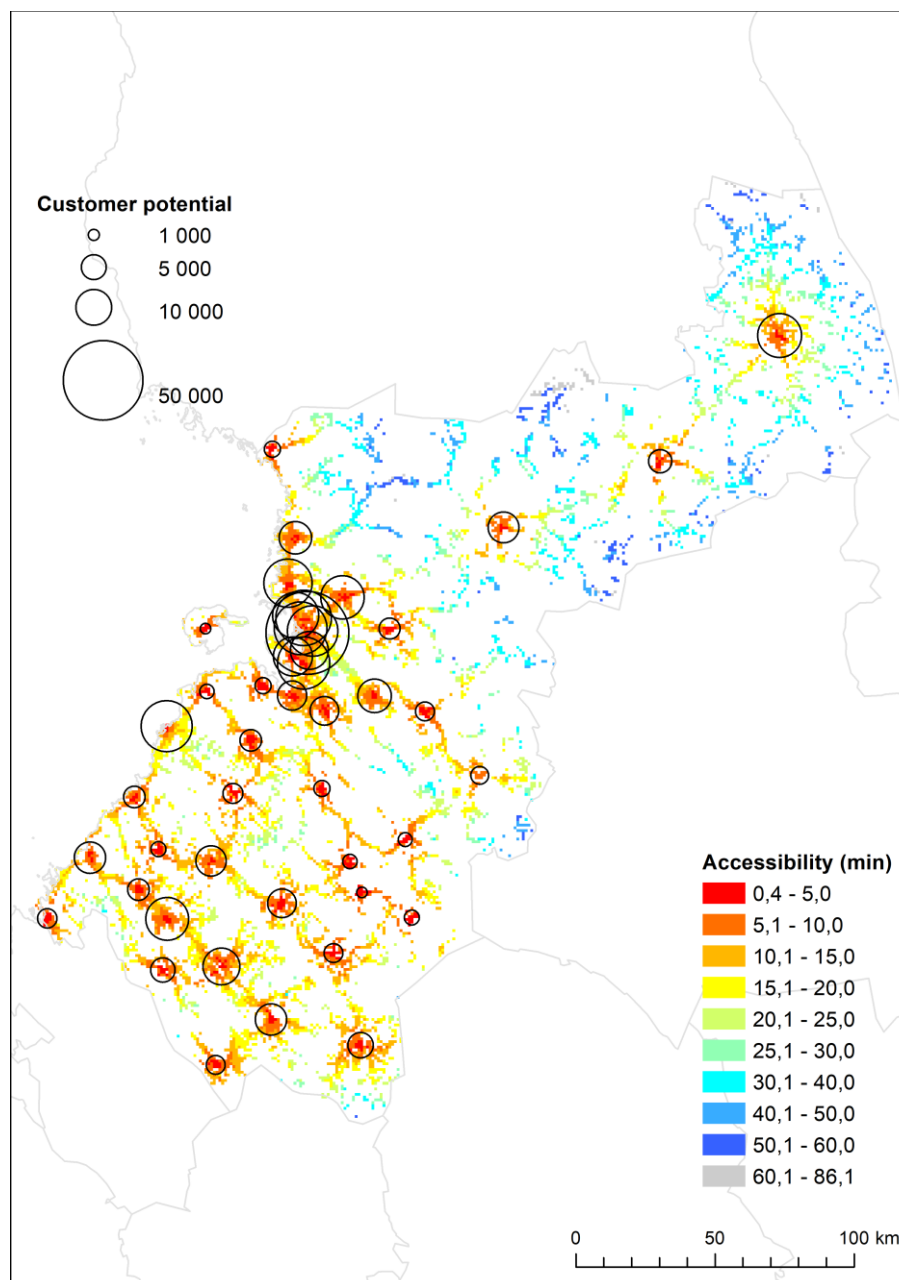 Customer potential
1 000
5 000
10 000
50 000
Accessibility (min)
0,4 - 5,0
5,1 - 10,0
10,1 - 15,0
15,1 - 20,0
20,1 - 25,0
25,1 - 30,0
30,1 - 40,0
40,1 - 50,0
50,1 - 60,0
60,1 - 86,1
0 50 100 km